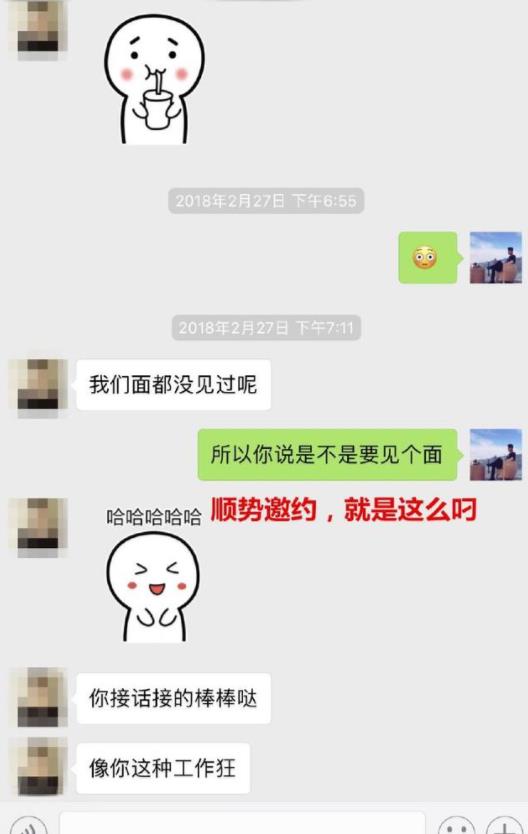 2018年2月27日 下午6:55
2018年2月27日 下午7:11
我们面都没见过呢
所以你说是不是要见个面
顺势邀约，就是这么叼
哈哈哈哈哈
你接话接的棒棒哒
像你这种工作狂